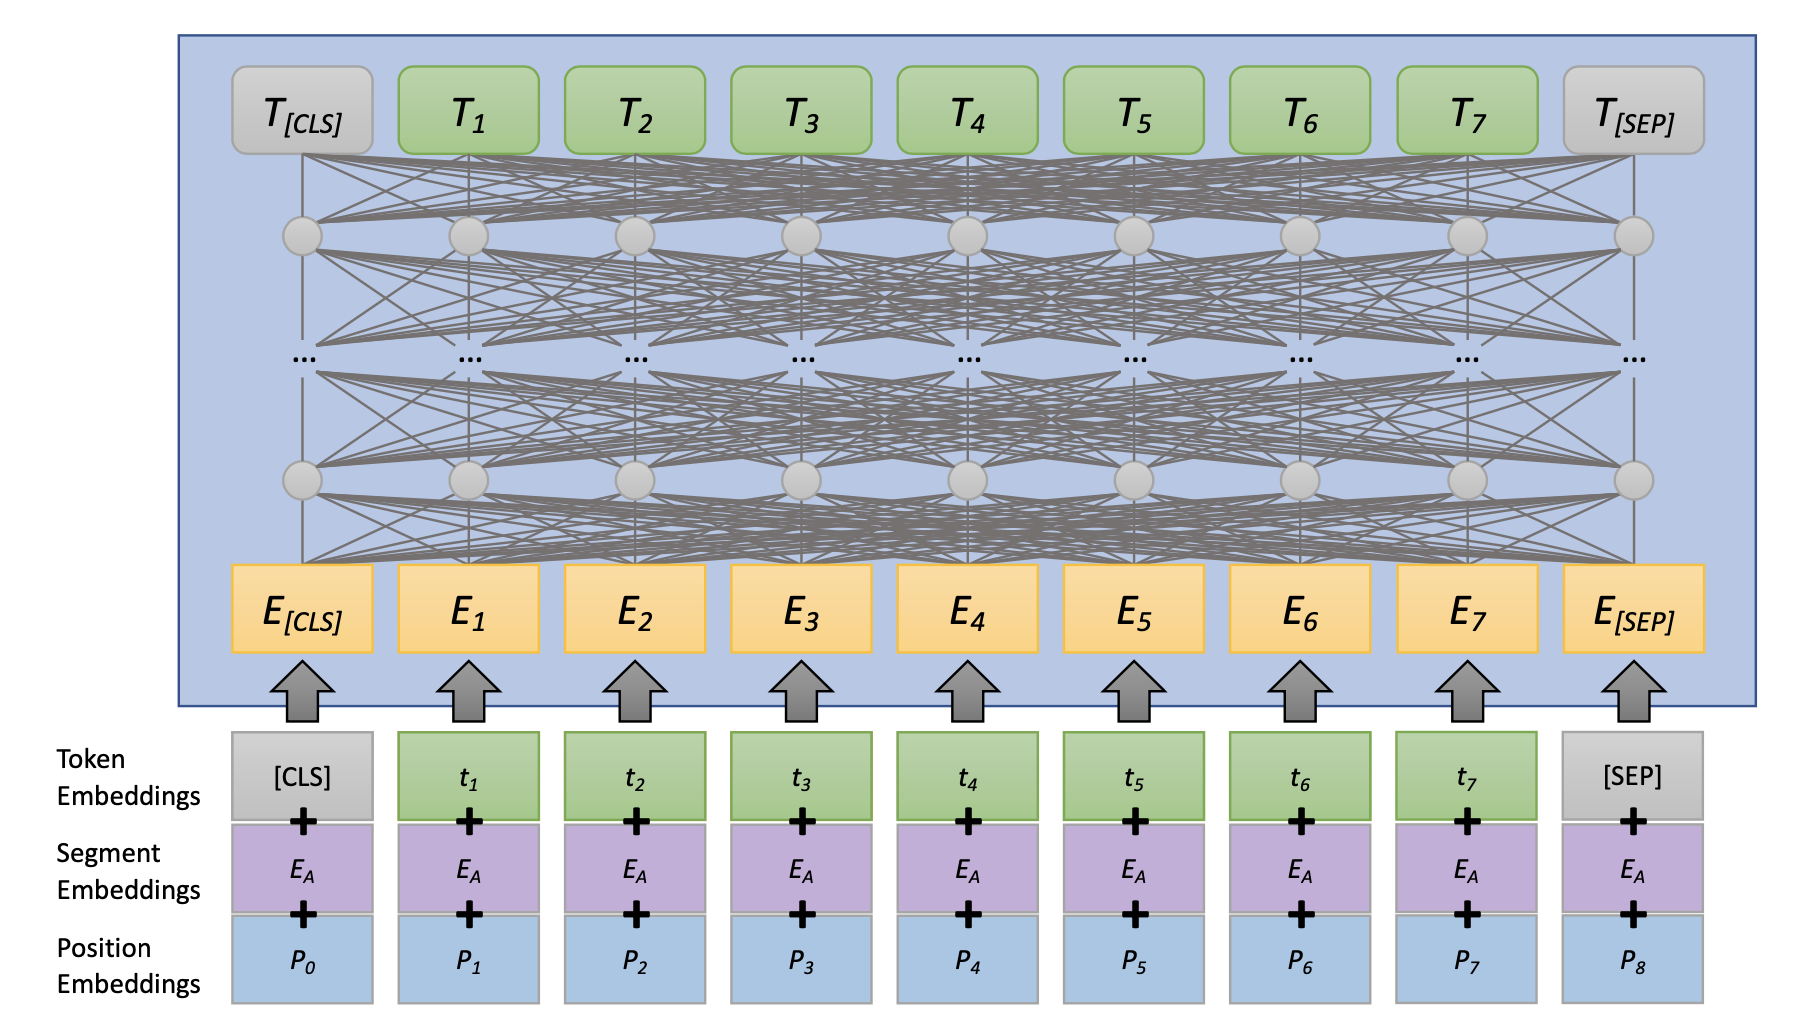 T[CLS] T1 T2 T3 T4 T5 T6 T7 T[SEP]
... ... ... ... ... ... ... ... ...
E[CLS] E1 E2 E3 E4 E5 E6 E7 E[SEP]
Token
Embeddings
[CLS] t1 t2 t3 t4 t5 t6 t7 [SEP]
+ + + + + + + + +
Segment
Embeddings
EA EA EA EA EA EA EA EA EA
+ + + + + + + + +
Position
Embeddings
P0 P1 P2 P3 P4 P5 P6 P7 P8